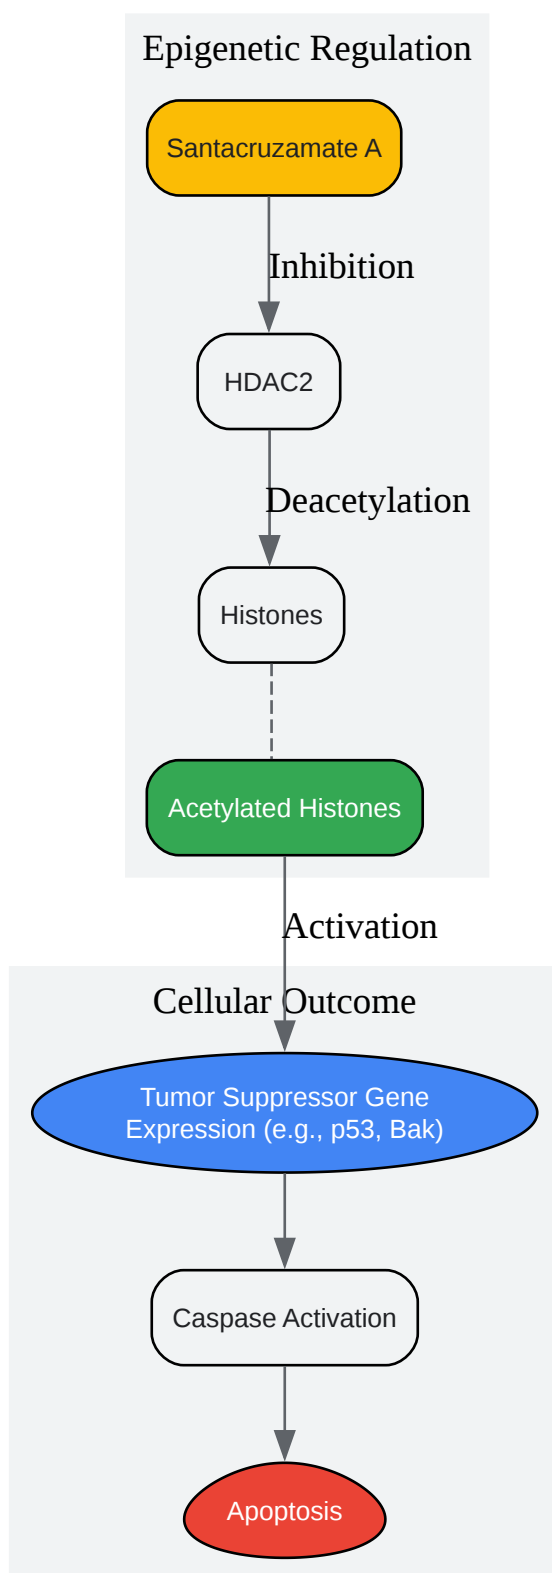 Epigenetic Regulation
Santacruzamate A
Inhibition
HDAC2
Deacetylation
Histones
Acetylated Histones
Activation
Cellular Outcome
Tumor Suppressor Gene
Expression (e.g., p53, Bak)
Caspase Activation
Apoptosis